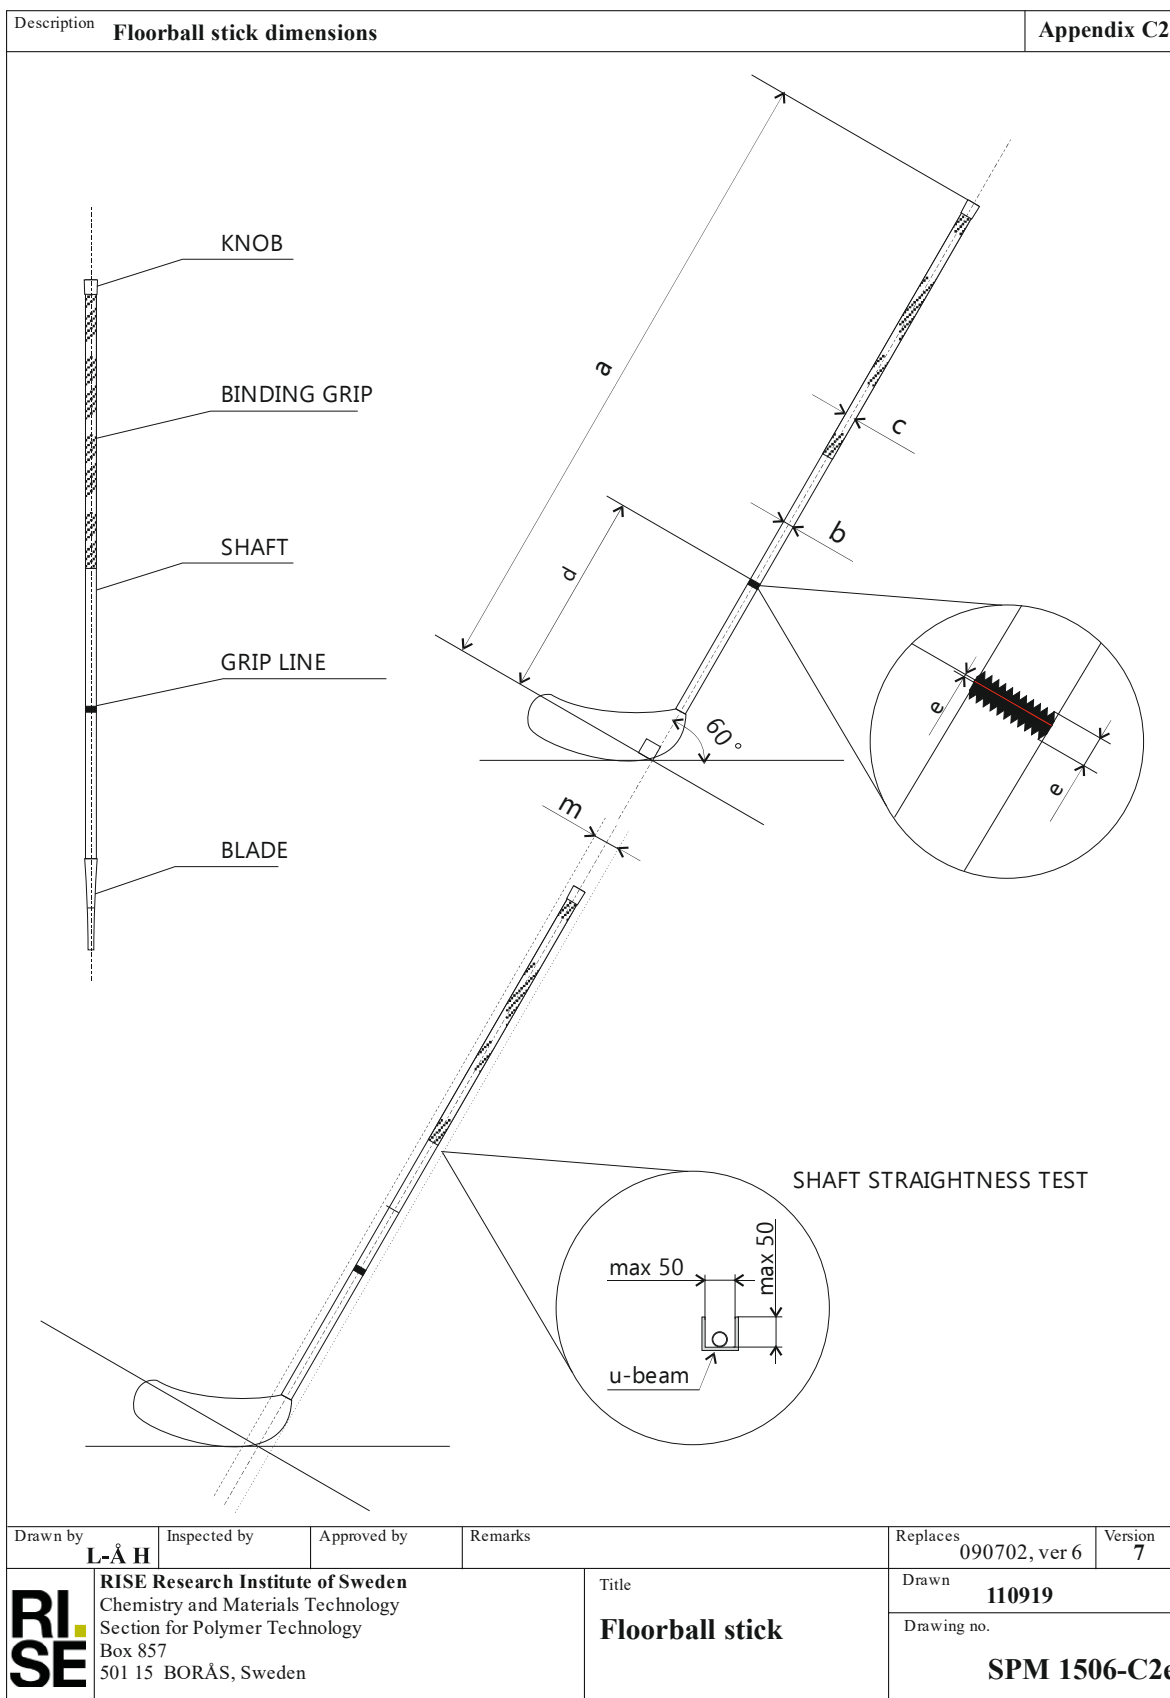 Description Floorball stick dimensions Appendix C2
KNOB
BINDING GRIP
SHAFT
GRIP LINE
BLADE
a
c
b
d
60°
e
e
m
SHAFT STRAIGHTNESS TEST
max 50
max 50
u-beam
Drawn by L-Å H
Inspected by
Approved by
Remarks
Replaces 090702, ver 6
Version 7
RI.SE
RISE Research Institute of Sweden
Chemistry and Materials Technology
Section for Polymer Technology
Box 857
501 15 BORÅS, Sweden
Title
Floorball stick
Drawn 110919
Drawing no.
SPM 1506-C2e